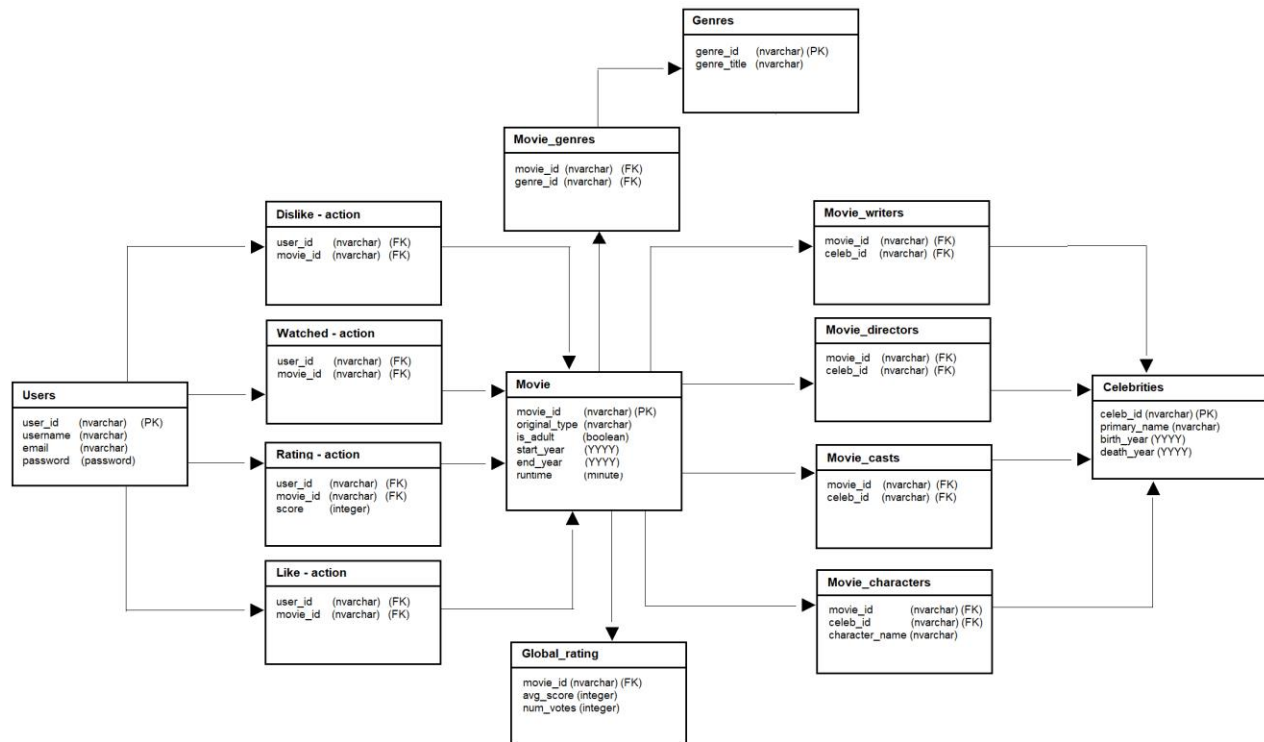 Genres
genre_id (nvarchar) (PK)
genre_title (nvarchar)
Movie_genres
movie_id (nvarchar) (FK)
genre_id (nvarchar) (FK)
Dislike - action
user_id (nvarchar) (FK)
movie_id (nvarchar) (FK)
Movie_writers
movie_id (nvarchar) (FK)
celeb_id (nvarchar) (FK)
Watched - action
user_id (nvarchar) (FK)
movie_id (nvarchar) (FK)
Movie_directors
movie_id (nvarchar) (FK)
celeb_id (nvarchar) (FK)
Users
user_id (nvarchar) (PK)
username (nvarchar)
email (nvarchar)
password (password)
Movie
movie_id (nvarchar) (PK)
original_type (nvarchar)
is_adult (boolean)
start_year (YYYY)
end_year (YYYY)
runtime (minute)
Celebrities
celeb_id (nvarchar) (PK)
primary_name (nvarchar)
birth_year (YYYY)
death_year (YYYY)
Rating - action
user_id (nvarchar) (FK)
movie_id (nvarchar) (FK)
score (integer)
Movie_casts
movie_id (nvarchar) (FK)
celeb_id (nvarchar) (FK)
Like - action
user_id (nvarchar) (FK)
movie_id (nvarchar) (FK)
Movie_characters
movie_id (nvarchar) (FK)
celeb_id (nvarchar) (FK)
character_name (nvarchar)
Global_rating
movie_id (nvarchar) (FK)
avg_score (integer)
num_votes (integer)